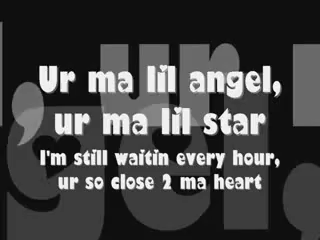 Ur ma lil angel,
ur ma lil star
I'm still waitin every hour,
ur so close 2 ma heart